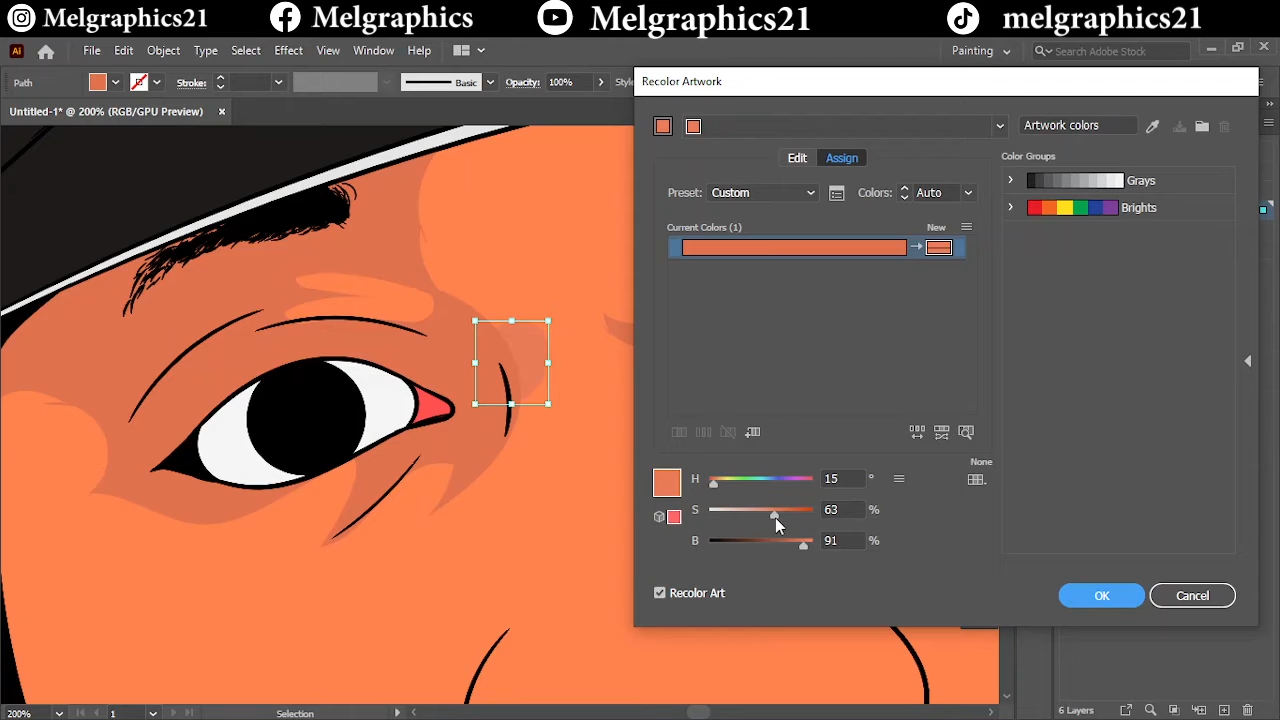 Melgraphics21 Melgraphics Melgraphics21 melgraphics21
Ai File Edit Object Type Select Effect View Window Help Painting Search Adobe Stock
Path Stroke: Basic Opacity: 100% Style
Untitled-1* @ 200% (RGB/GPU Preview) ×
Recolor Artwork
Artwork colors
Edit Assign
Color Groups
Preset: Custom Colors: Auto
Grays
Brights
Current Colors (1) New
None
H 15 °
S 63 %
B 91 %
Recolor Art
OK Cancel
200% 1 Selection 6 Layers